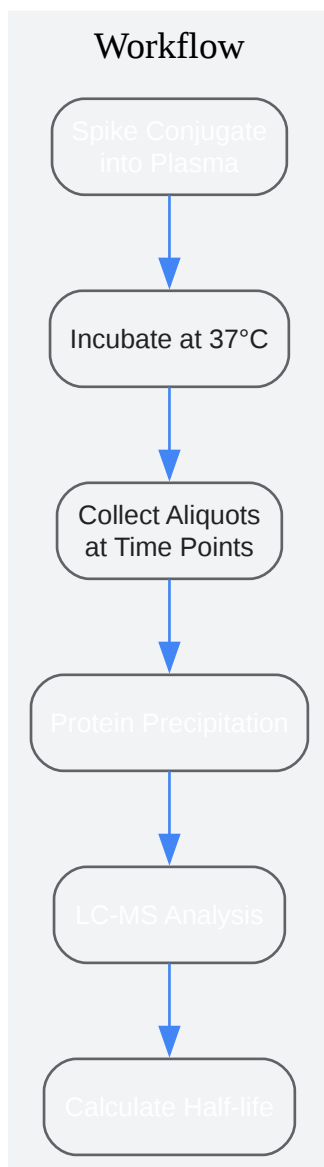 Workflow
Spike Conjugate
into Plasma
Incubate at 37°C
Collect Aliquots
at Time Points
Protein Precipitation
LC-MS Analysis
Calculate Half-life